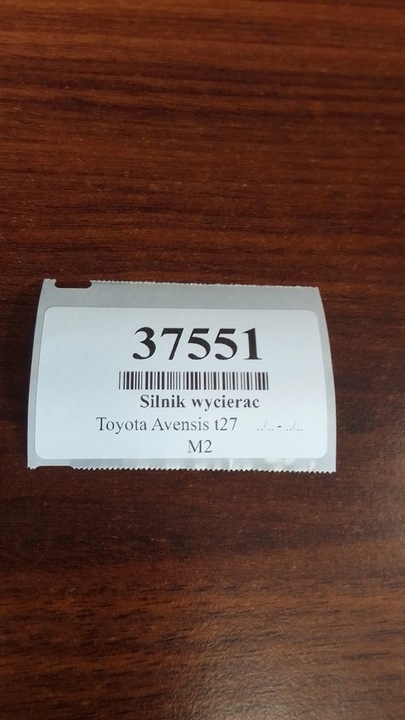 37551
Silnik wycierac
Toyota Avensis t27 ../.. - ../..
M2